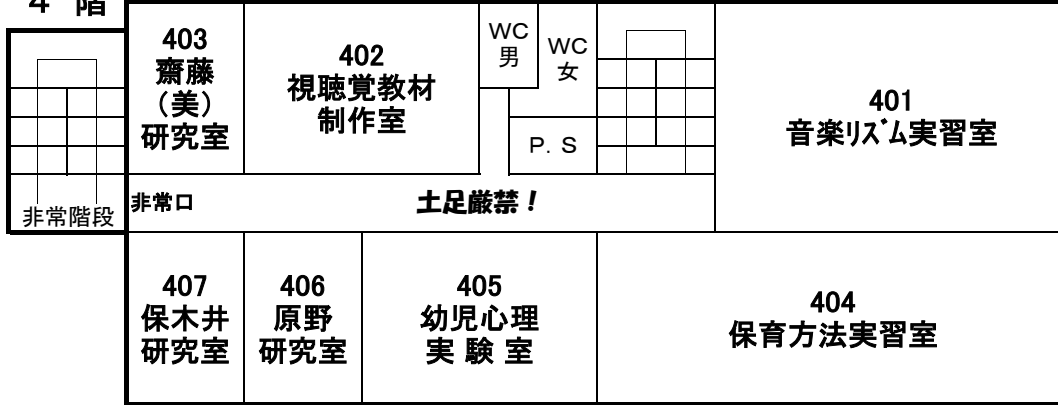 4 階
403
齋藤
（美）
研究室
402
視聴覚教材
制作室
WC
男
WC
女
P. S
401
音楽ﾘｽﾞﾑ実習室
非常階段
非常口
土足厳禁！
407
保木井
研究室
406
原野
研究室
405
幼児心理
実 験 室
404
保育方法実習室